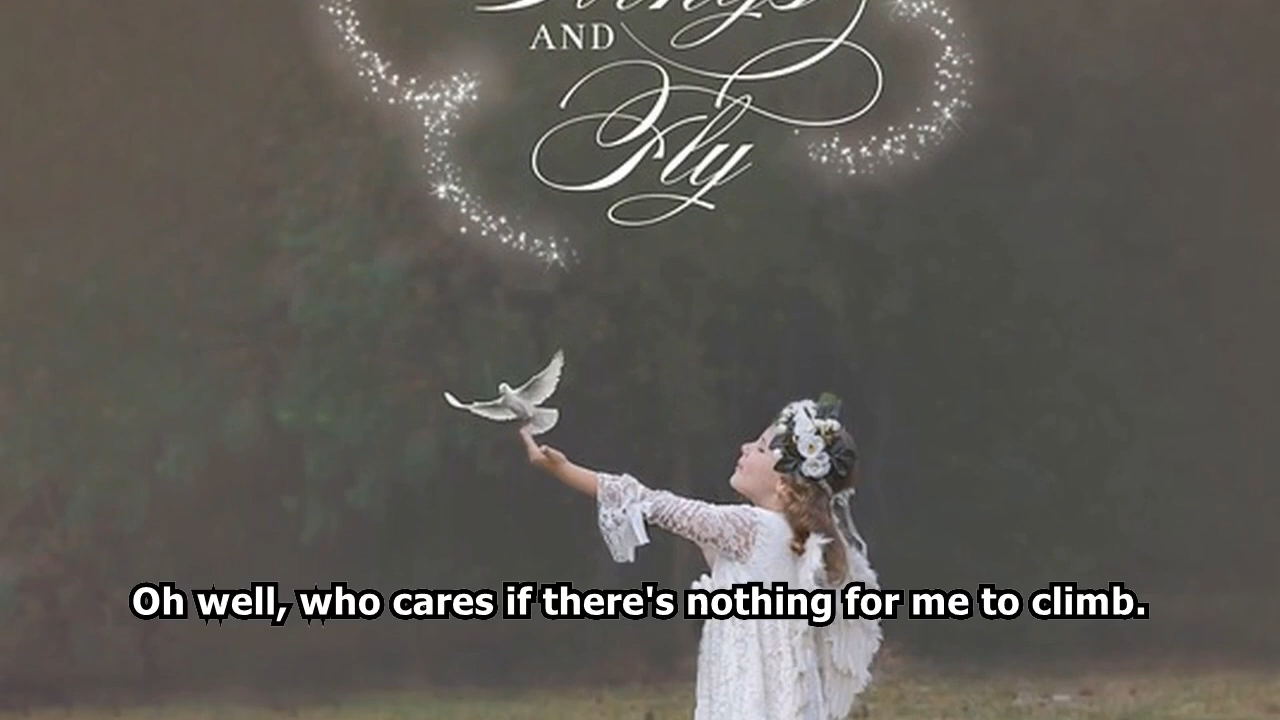 AND
Fly
Oh well, who cares if there's nothing for me to climb.